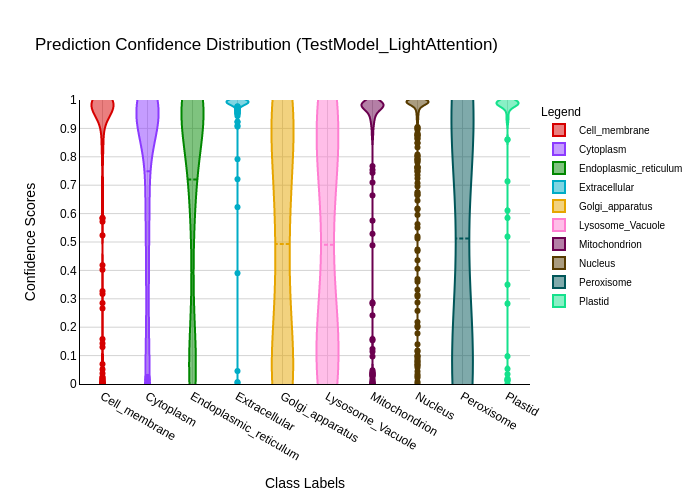 Prediction Confidence Distribution (TestModel_LightAttention)
1
0.9
0.8
0.7
0.6
0.5
0.4
0.3
0.2
0.1
0
Confidence Scores
Cell_membrane
Cytoplasm
Endoplasmic_reticulum
Extracellular
Golgi_apparatus
Lysosome_Vacuole
Mitochondrion
Nucleus
Peroxisome
Plastid
Class Labels
Legend
Cell_membrane
Cytoplasm
Endoplasmic_reticulum
Extracellular
Golgi_apparatus
Lysosome_Vacuole
Mitochondrion
Nucleus
Peroxisome
Plastid